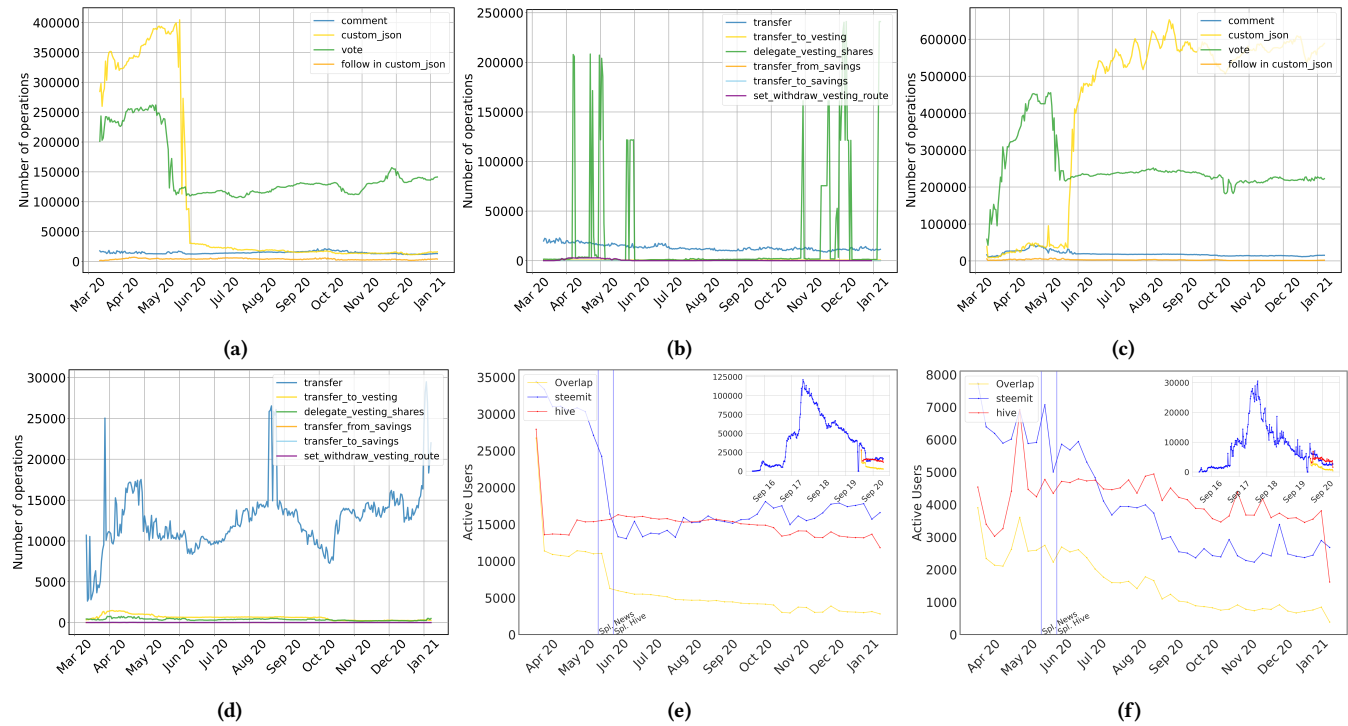 400000
350000
300000
250000
200000
150000
100000
50000
0
Number of operations
comment
custom_json
vote
follow in custom_json
Mar 20 Apr 20 May 20 Jun 20 Jul 20 Aug 20 Sep 20 Oct 20 Nov 20 Dec 20 Jan 21
(a)
250000
200000
150000
100000
50000
0
Number of operations
transfer
transfer_to_vesting
delegate_vesting_shares
transfer_from_savings
transfer_to_savings
set_withdraw_vesting_route
Mar 20 Apr 20 May 20 Jun 20 Jul 20 Aug 20 Sep 20 Oct 20 Nov 20 Dec 20 Jan 21
(b)
600000
500000
400000
300000
200000
100000
0
Number of operations
comment
custom_json
vote
follow in custom_json
Mar 20 Apr 20 May 20 Jun 20 Jul 20 Aug 20 Sep 20 Oct 20 Nov 20 Dec 20 Jan 21
(c)
30000
25000
20000
15000
10000
5000
0
Number of operations
transfer
transfer_to_vesting
delegate_vesting_shares
transfer_from_savings
transfer_to_savings
set_withdraw_vesting_route
Mar 20 Apr 20 May 20 Jun 20 Jul 20 Aug 20 Sep 20 Oct 20 Nov 20 Dec 20 Jan 21
(d)
35000
30000
25000
20000
15000
10000
5000
0
Active Users
Overlap
steemit
hive
125000
100000
75000
50000
25000
0
Sep 16 Sep 17 Sep 18 Sep 19 Sep 20
Spl. News
Spl. Hive
Apr 20 May 20 Jun 20 Jul 20 Aug 20 Sep 20 Oct 20 Nov 20 Dec 20 Jan 21
(e)
8000
7000
6000
5000
4000
3000
2000
1000
0
Active Users
Overlap
steemit
hive
30000
20000
10000
0
Sep 16 Sep 17 Sep 18 Sep 19 Sep 20
Spl. News
Spl. Hive
Apr 20 May 20 Jun 20 Jul 20 Aug 20 Sep 20 Oct 20 Nov 20 Dec 20 Jan 21
(f)